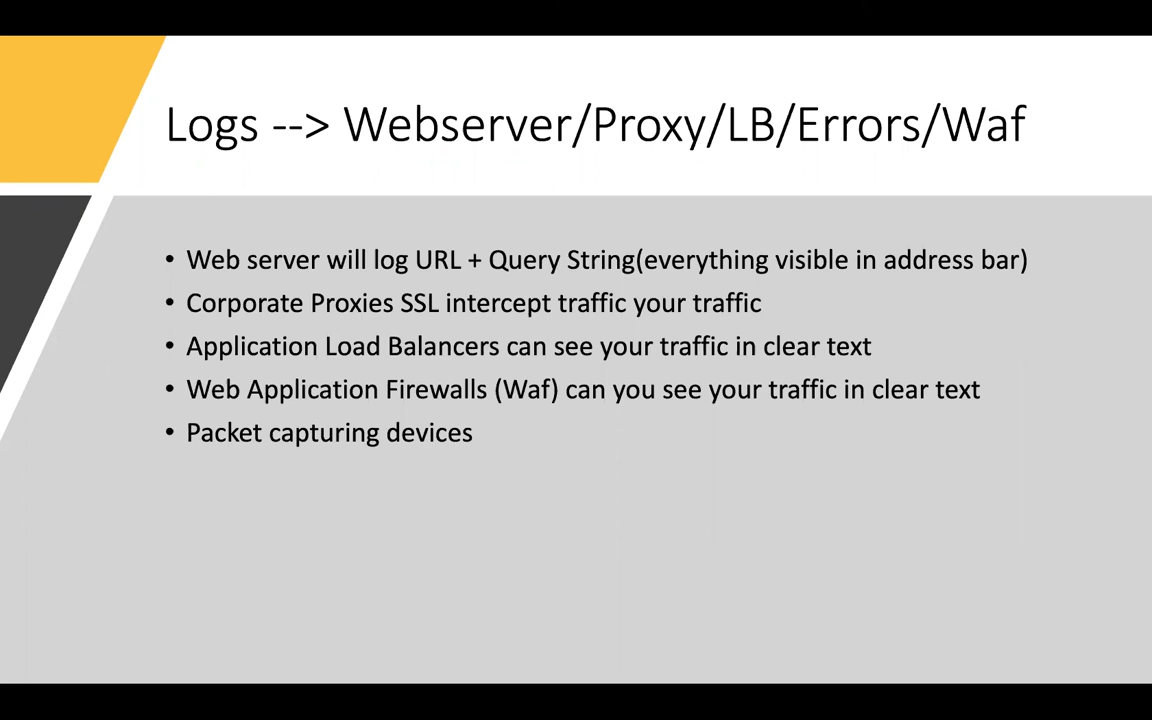 Logs --> Webserver/Proxy/LB/Errors/Waf
• Web server will log URL + Query String(everything visible in address bar)
• Corporate Proxies SSL intercept traffic your traffic
• Application Load Balancers can see your traffic in clear text
• Web Application Firewalls (Waf) can you see your traffic in clear text
• Packet capturing devices